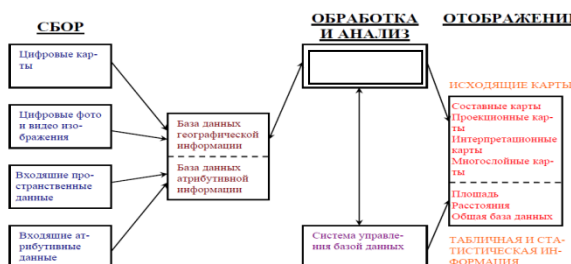 СБОР
ОБРАБОТКА
И АНАЛИЗ
ОТОБРАЖЕНИЕ
Цифровые кар-
ты
Цифровые фото
и видео изо-
бражения
Входящие про-
странственные
данные
Входящие ат-
рибутивные
данные
База данных
географической
информации
База данных
атрибутивной
информации
Система управле-
ния базой данных
ИСХОДЯЩИЕ КАРТЫ
Составные карты
Проекционные кар-
ты
Интерпретационные
карты
Многослойные кар-
ты
Площадь
Расстояния
Общая база данных
ТАБЛИЧНАЯ И СТА-
ТИСТИЧЕСКАЯ ИН-
ФОРМАЦИЯ